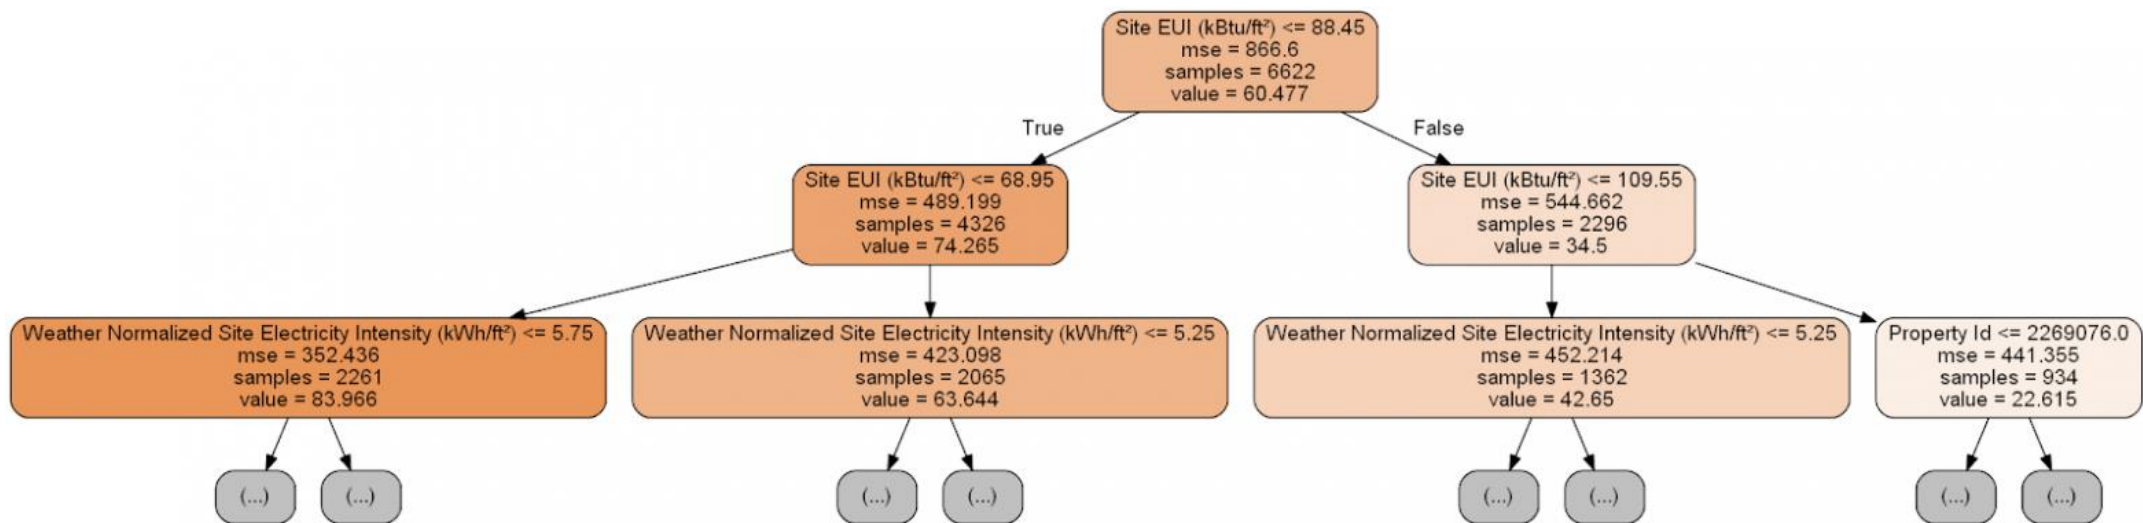 Site EUI (kBtu/ft²) <= 88.45
mse = 866.6
samples = 6622
value = 60.477
True
False
Site EUI (kBtu/ft²) <= 68.95
mse = 489.199
samples = 4326
value = 74.265
Site EUI (kBtu/ft²) <= 109.55
mse = 544.662
samples = 2296
value = 34.5
Weather Normalized Site Electricity Intensity (kWh/ft²) <= 5.75
mse = 352.436
samples = 2261
value = 83.966
Weather Normalized Site Electricity Intensity (kWh/ft²) <= 5.25
mse = 423.098
samples = 2065
value = 63.644
Weather Normalized Site Electricity Intensity (kWh/ft²) <= 5.25
mse = 452.214
samples = 1362
value = 42.65
Property Id <= 2269076.0
mse = 441.355
samples = 934
value = 22.615
(...)
(...)
(...)
(...)
(...)
(...)
(...)
(...)